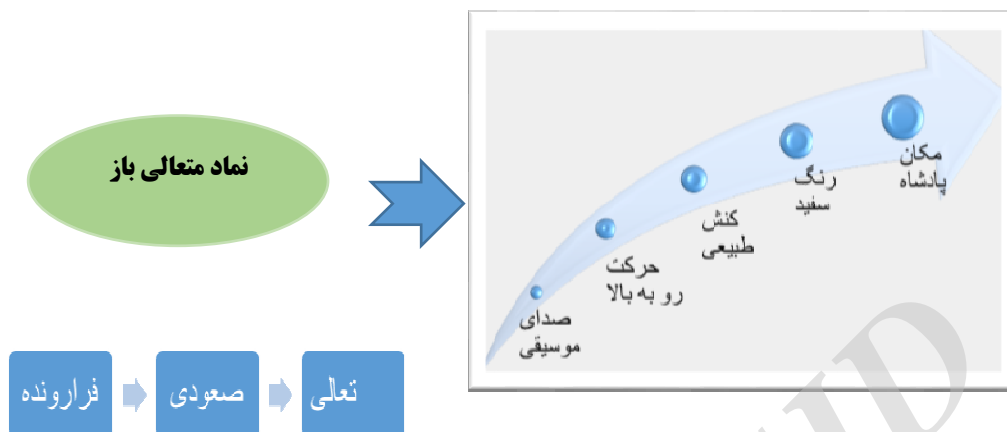 نماد متعالی باز
صدای
موسیقی
حرکت
رو به بالا
کنش
طبیعی
رنگ
سفید
مکان
پادشاه
فرارونده
صعودی
تعالی